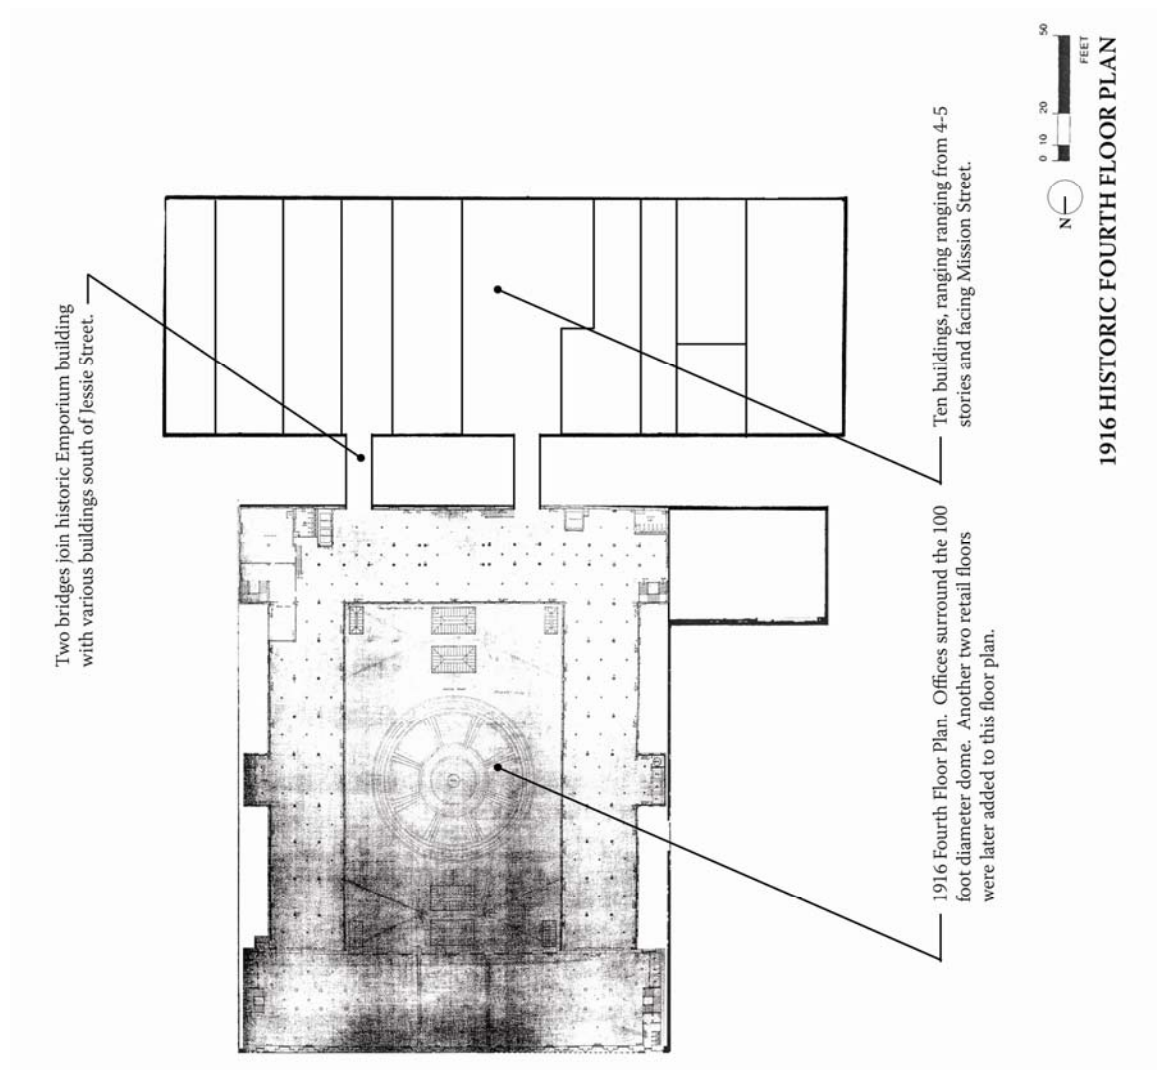 Two bridges join historic Emporium building
with various buildings south of Jessie Street.
Ten buildings, ranging ranging from 4-5
stories and facing Mission Street.
1916 Fourth Floor Plan. Offices surround the 100
foot diameter dome. Another two retail floors
were later added to this floor plan.
N
0 10 20 50
FEET
1916 HISTORIC FOURTH FLOOR PLAN